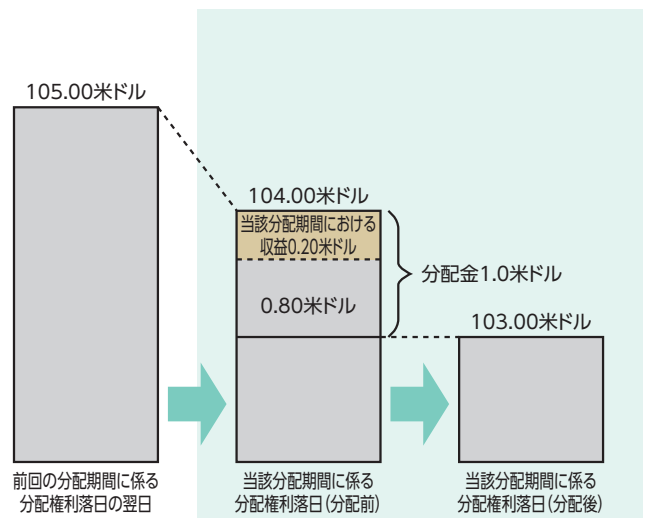 105.00米ドル
104.00米ドル
当該分配期間における
収益0.20米ドル
0.80米ドル
分配金1.0米ドル
103.00米ドル
前回の分配期間に係る
分配権利落日の翌日
当該分配期間に係る
分配権利落日(分配前)
当該分配期間に係る
分配権利落日(分配後)